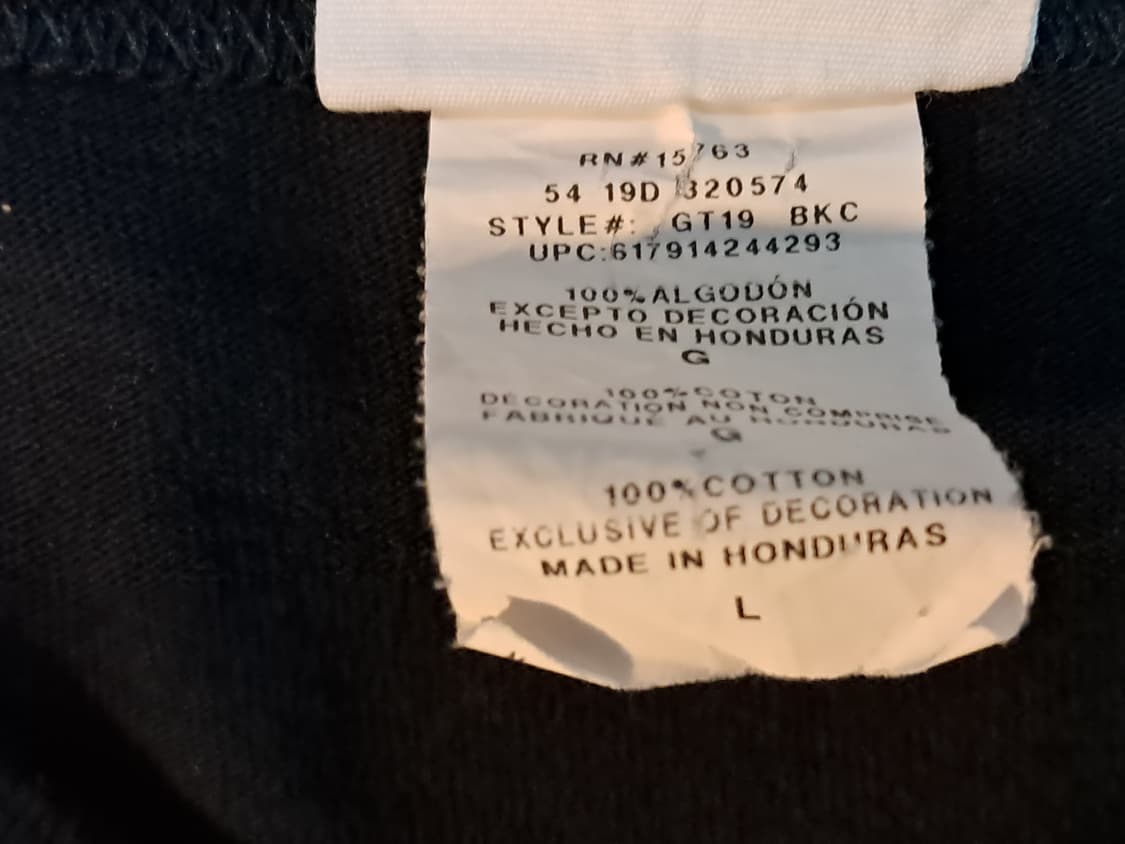 RN#15763
54 19D 320574
STYLE#: GT19 BKC
UPC:617914244293
100%ALGODÓN
EXCEPTO DECORACIÓN
HECHO EN HONDURAS
G
100%COTON
DECORATION NON COMPRISE
FABRIQUE AU HONDURAS
G
100%COTTON
EXCLUSIVE OF DECORATION
MADE IN HONDURAS
L